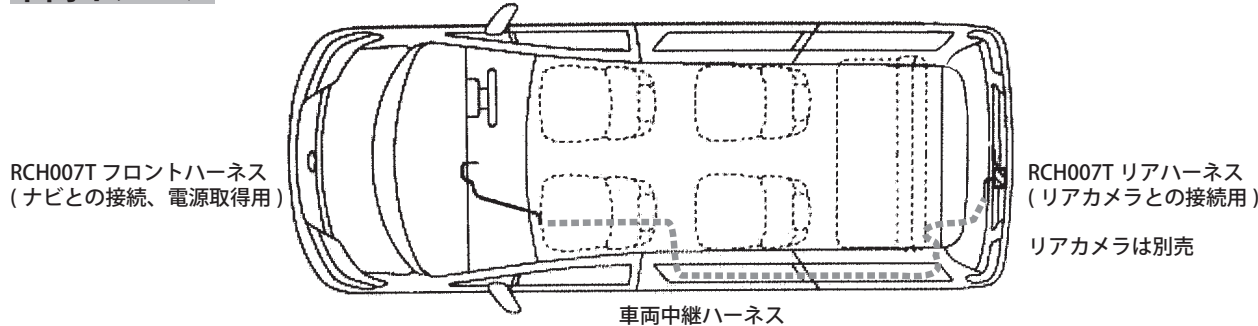 RCH007T フロントハーネス
( ナビとの接続、電源取得用 )
RCH007T リアハーネス
( リアカメラとの接続用 )
リアカメラは別売
車両中継ハーネス